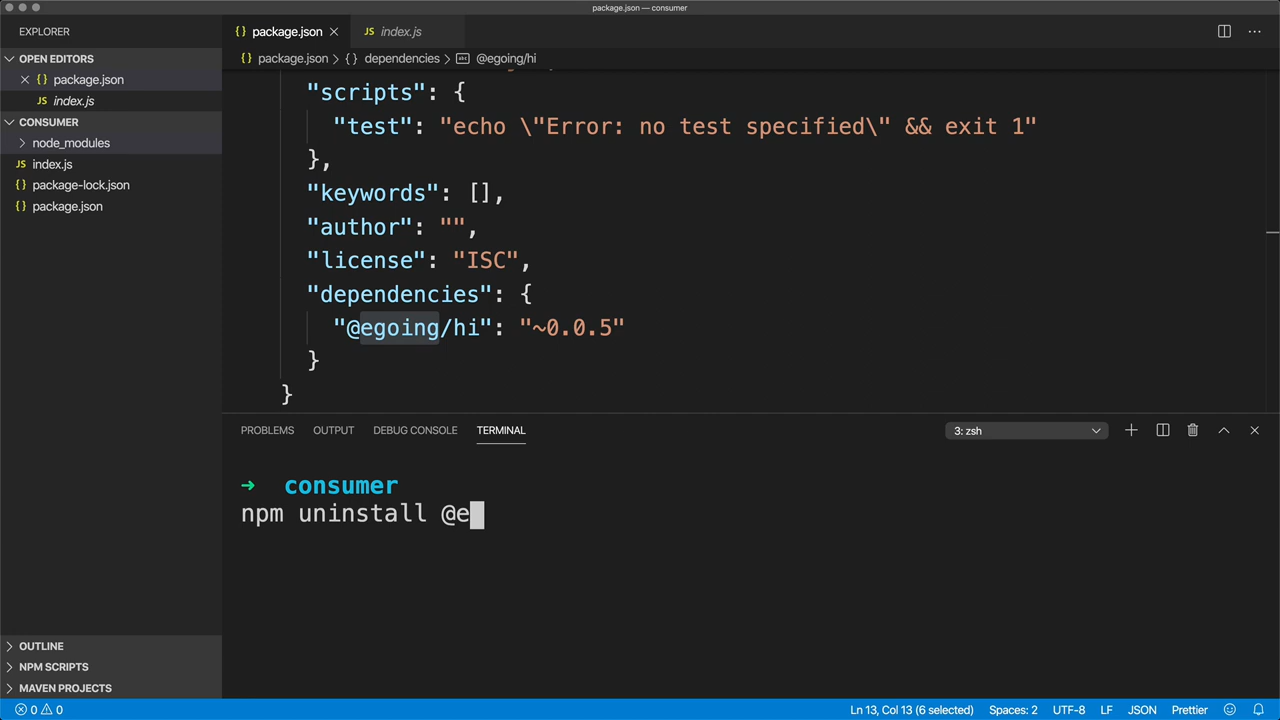 package.json — consumer
EXPLORER
OPEN EDITORS
{} package.json
JS index.js
CONSUMER
node_modules
JS index.js
{} package-lock.json
{} package.json
OUTLINE
NPM SCRIPTS
MAVEN PROJECTS
{} package.json
JS index.js
{} package.json > {} dependencies > abc @egoing/hi
"scripts": {
"test": "echo \"Error: no test specified\" && exit 1"
},
"keywords": [],
"author": "",
"license": "ISC",
"dependencies": {
"@egoing/hi": "~0.0.5"
}
}
PROBLEMS OUTPUT DEBUG CONSOLE TERMINAL 3: zsh
➜ consumer
npm uninstall @e
0 0 Ln 13, Col 13 (6 selected) Spaces: 2 UTF-8 LF JSON Prettier